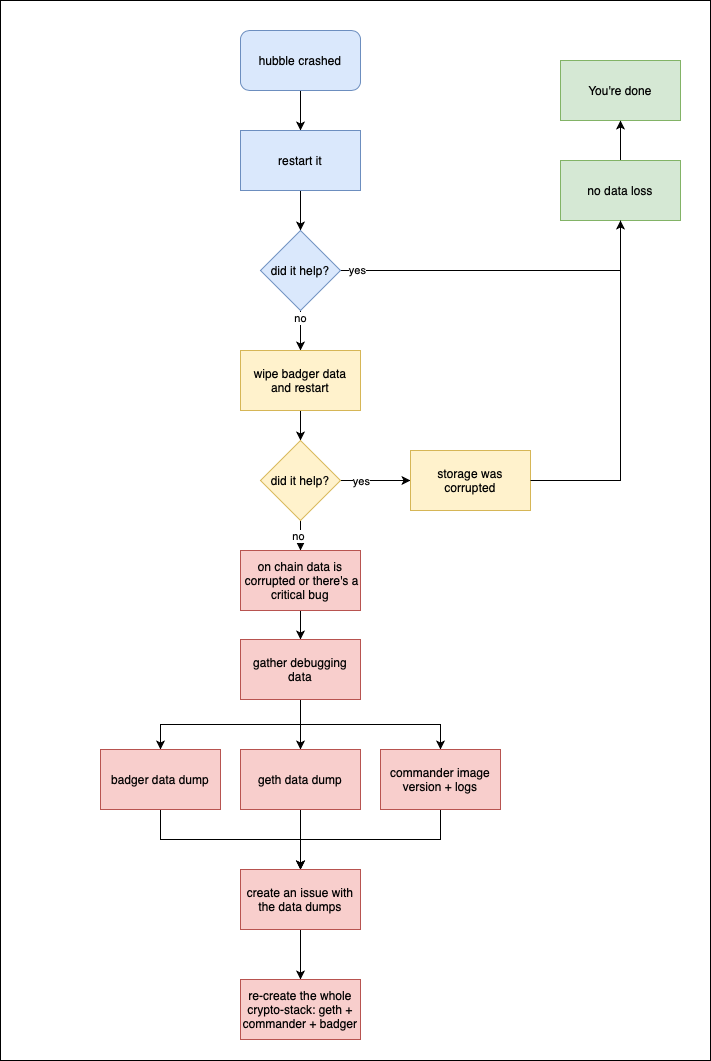 hubble crashed
You're done
restart it
no data loss
did it help?
yes
no
wipe badger data
and restart
did it help?
yes
storage was
corrupted
no
on chain data is
corrupted or there's a
critical bug
gather debugging
data
badger data dump
geth data dump
commander image
version + logs
create an issue with
the data dumps
re-create the whole
crypto-stack: geth +
commander + badger